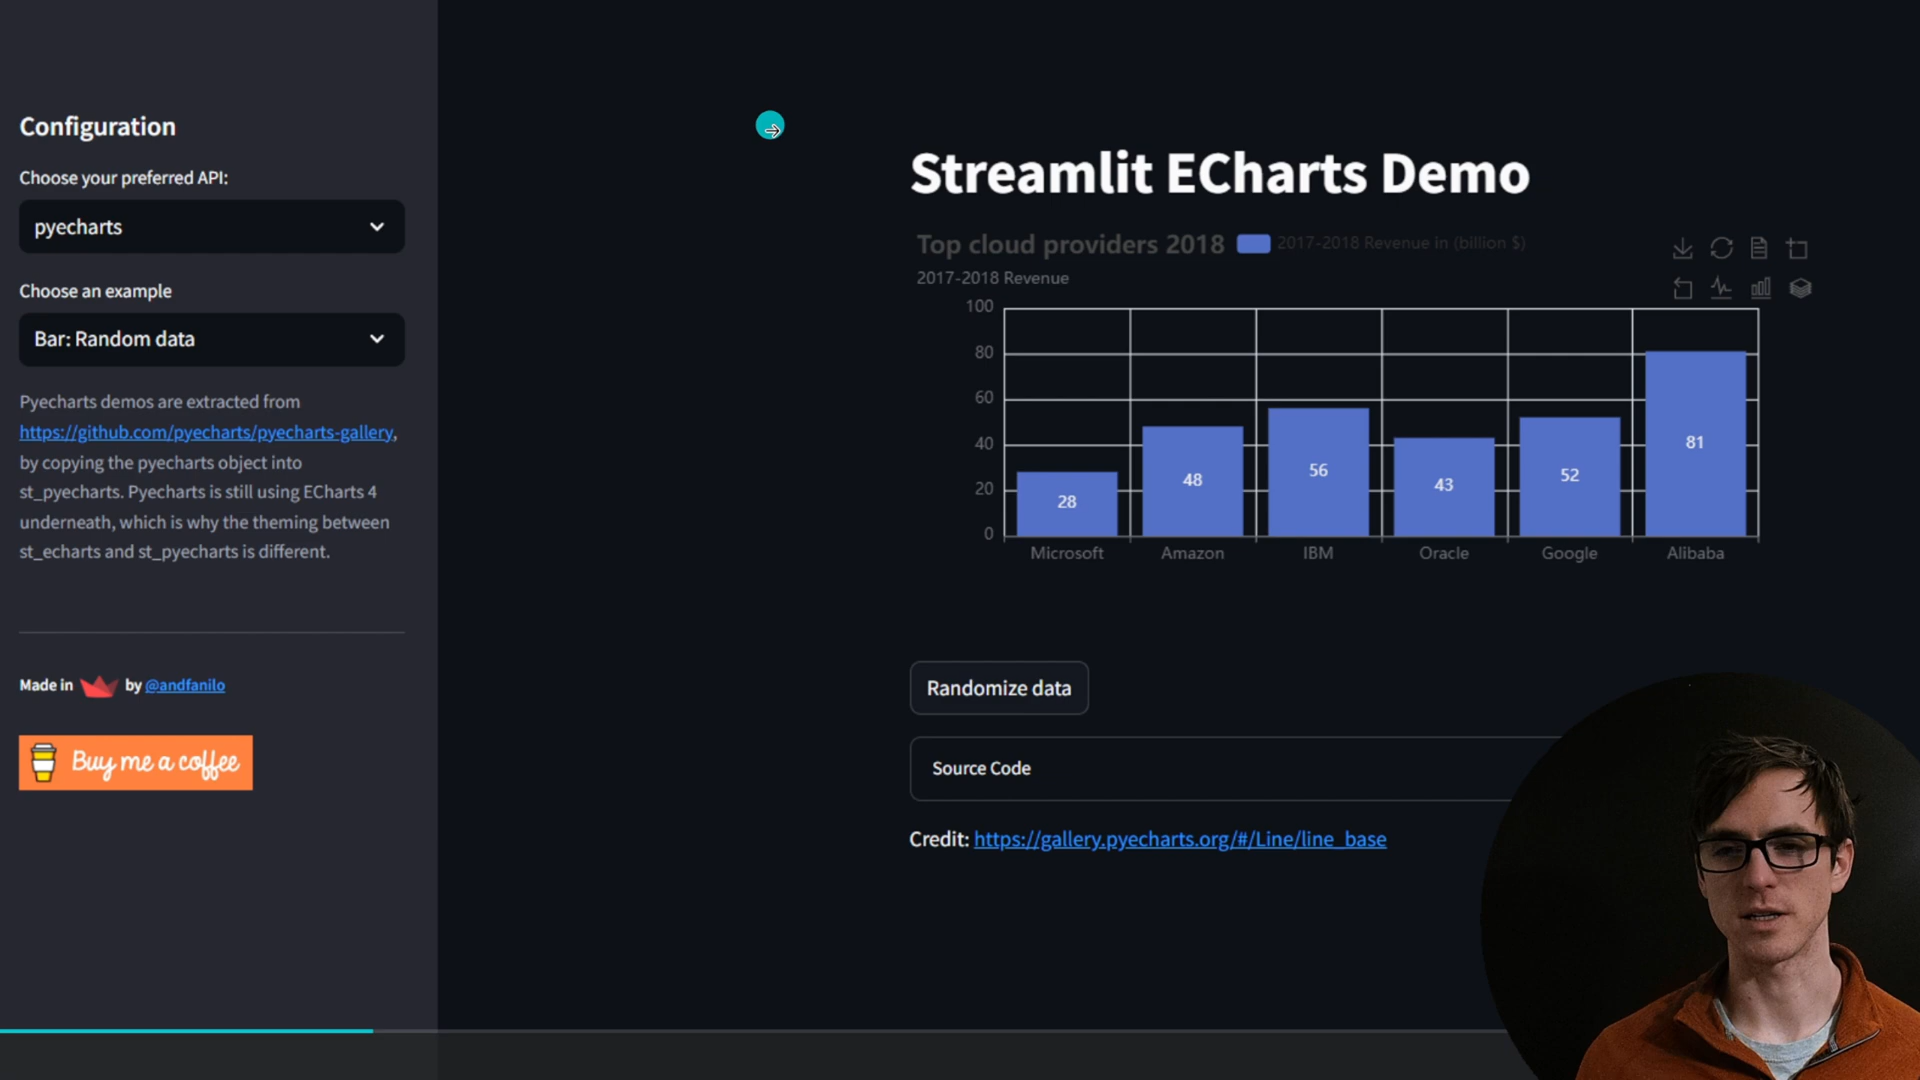 Configuration
Choose your preferred API:
pyecharts
Choose an example
Bar: Random data
Pyecharts demos are extracted from
https://github.com/pyecharts/pyecharts-gallery,
by copying the pyecharts object into
st_pyecharts. Pyecharts is still using ECharts 4
underneath, which is why the theming between
st_echarts and st_pyecharts is different.
Made in by @andfanilo
Buy me a coffee
Streamlit ECharts Demo
Top cloud providers 2018
2017-2018 Revenue in (billion $)
2017-2018 Revenue
100
80
60
40
20
0
28
48
56
43
52
81
Microsoft
Amazon
IBM
Oracle
Google
Alibaba
Randomize data
Source Code
Credit: https://gallery.pyecharts.org/#/Line/line_base